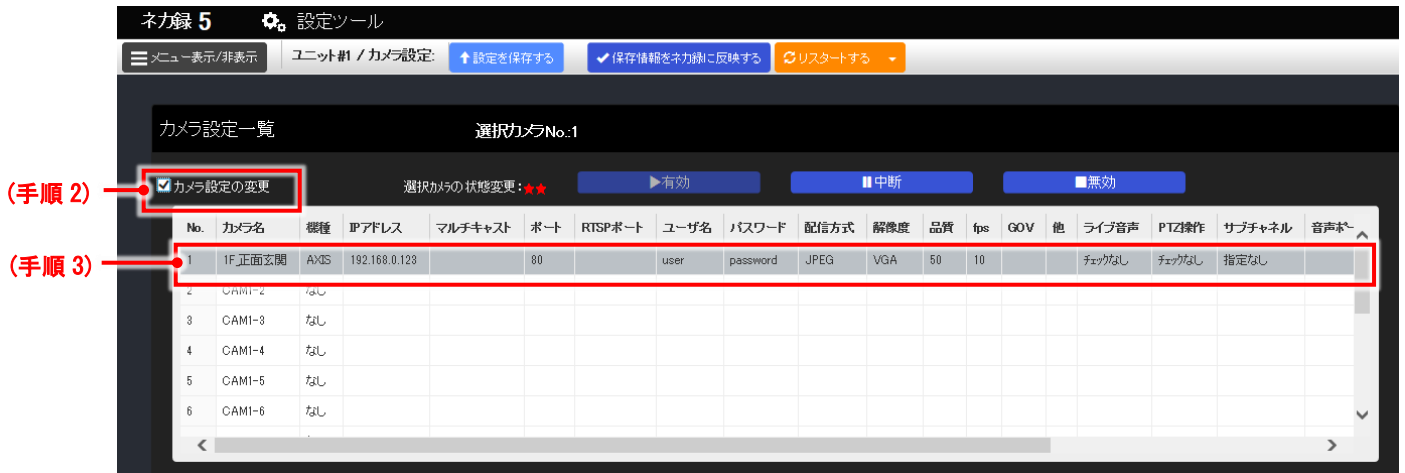 ネカ録 5 設定ツール
メニュー表示/非表示 ユニット#1 / カメラ設定: 設定を保存する 保存情報をネカ録に反映する リスタートする
カメラ設定一覧 選択カメラNo.:1
(手順 2) カメラ設定の変更 選択カメラの状態変更:★★ 有効 中断 無効
No. カメラ名 機種 IPアドレス マルチキャスト ポート RTSPポート ユーザ名 パスワード 配信方式 解像度 品質 fps GOV 他 ライブ音声 PTZ操作 サブチャネル 音声ポー
(手順 3) 1 1F_正面玄関 AXIS 192.168.0.123 80 user password JPEG VGA 50 10 チェックなし チェックなし 指定なし
2 CAM1-2 なし
3 CAM1-3 なし
4 CAM1-4 なし
5 CAM1-5 なし
6 CAM1-6 なし